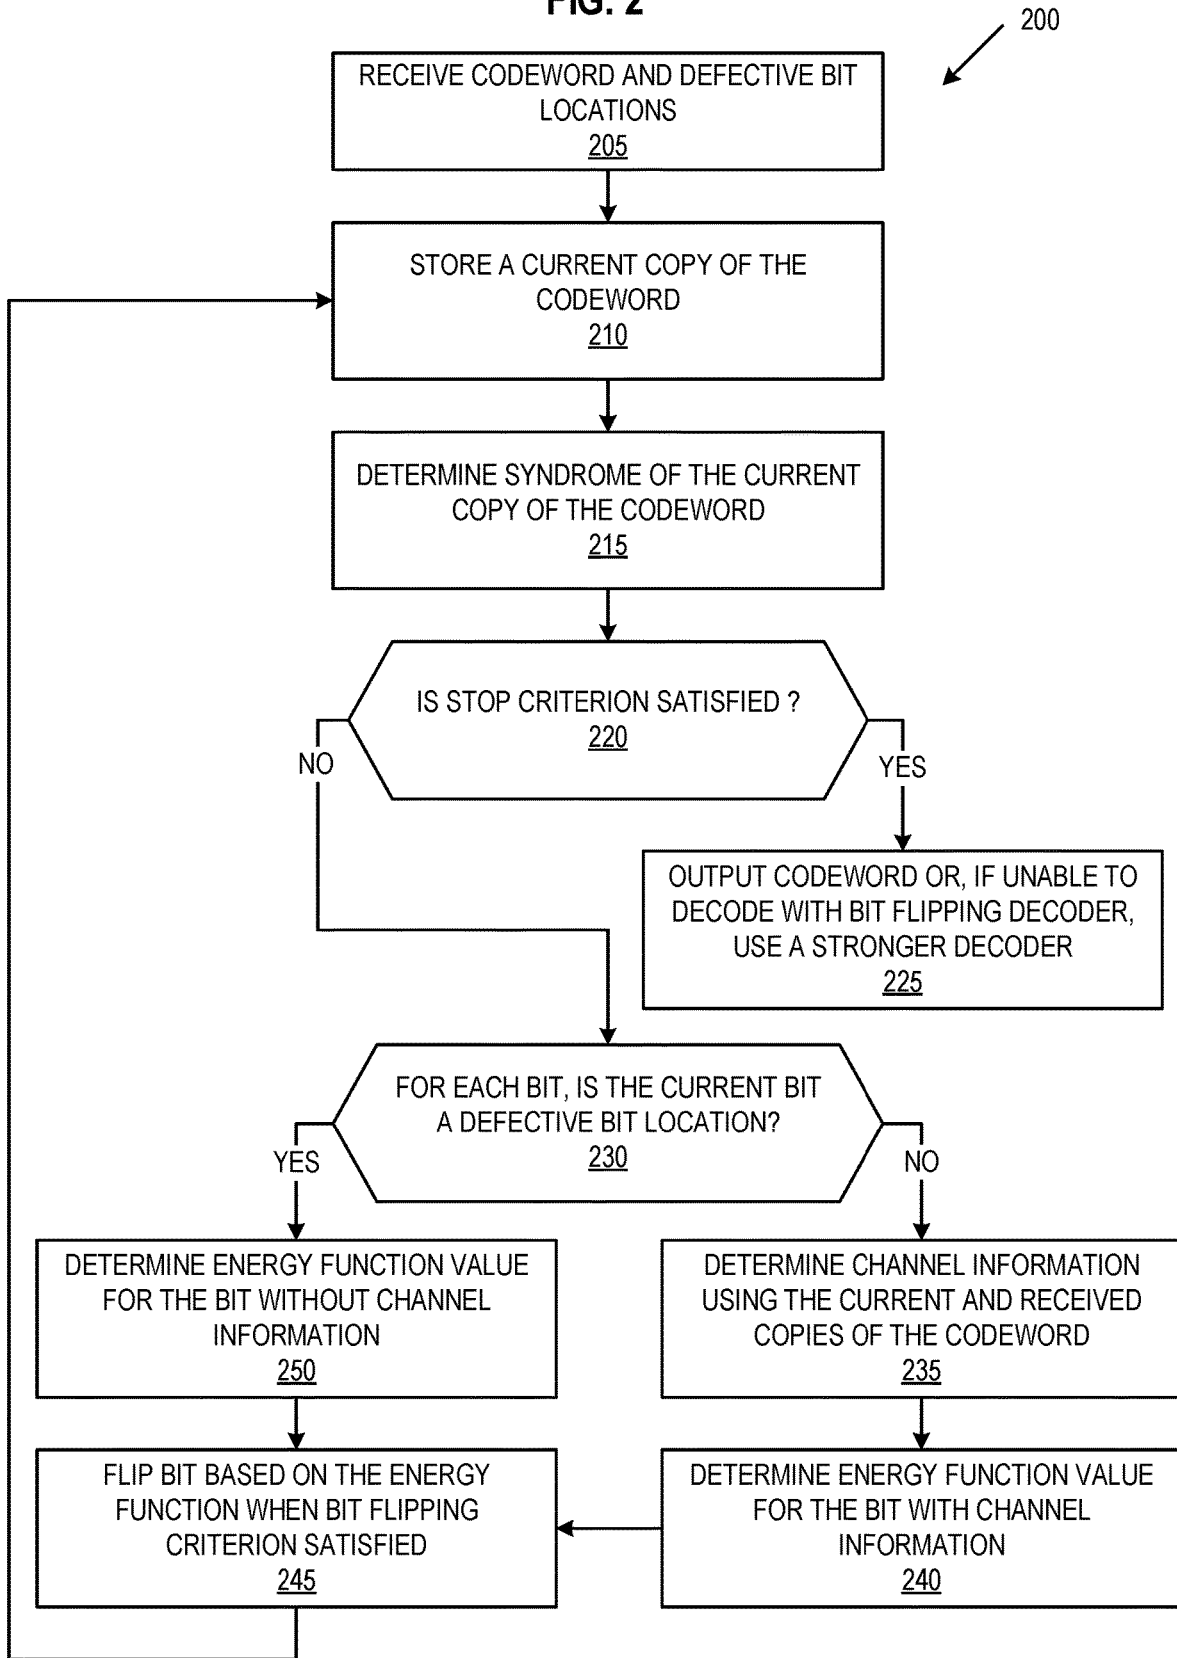 FIG. 2
200
RECEIVE CODEWORD AND DEFECTIVE BIT
LOCATIONS
205
STORE A CURRENT COPY OF THE
CODEWORD
210
DETERMINE SYNDROME OF THE CURRENT
COPY OF THE CODEWORD
215
IS STOP CRITERION SATISFIED ?
220
NO
YES
OUTPUT CODEWORD OR, IF UNABLE TO
DECODE WITH BIT FLIPPING DECODER,
USE A STRONGER DECODER
225
FOR EACH BIT, IS THE CURRENT BIT
A DEFECTIVE BIT LOCATION?
230
YES
NO
DETERMINE ENERGY FUNCTION VALUE
FOR THE BIT WITHOUT CHANNEL
INFORMATION
250
DETERMINE CHANNEL INFORMATION
USING THE CURRENT AND RECEIVED
COPIES OF THE CODEWORD
235
FLIP BIT BASED ON THE ENERGY
FUNCTION WHEN BIT FLIPPING
CRITERION SATISFIED
245
DETERMINE ENERGY FUNCTION VALUE
FOR THE BIT WITH CHANNEL
INFORMATION
240